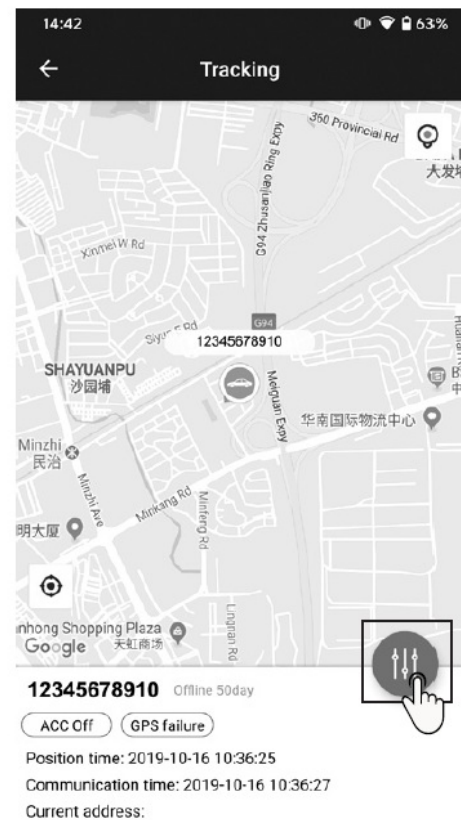 14:42
63%
Tracking
360 Provincial Rd
大发
G94 Zhusanjiao Ring Expy
Xinmei W Rd
G94
12345678910
SHAYUANPU
沙园埔
Meiguan Expy
华南国际物流中心
Minzhi
民治
Minzhi Ave
Minkang Rd
Minfeng Rd
明大厦
Lingnan Rd
nhong Shopping Plaza
天虹商场
Google
12345678910 Offline 50day
ACC Off GPS failure
Position time: 2019-10-16 10:36:25
Communication time: 2019-10-16 10:36:27
Current address: